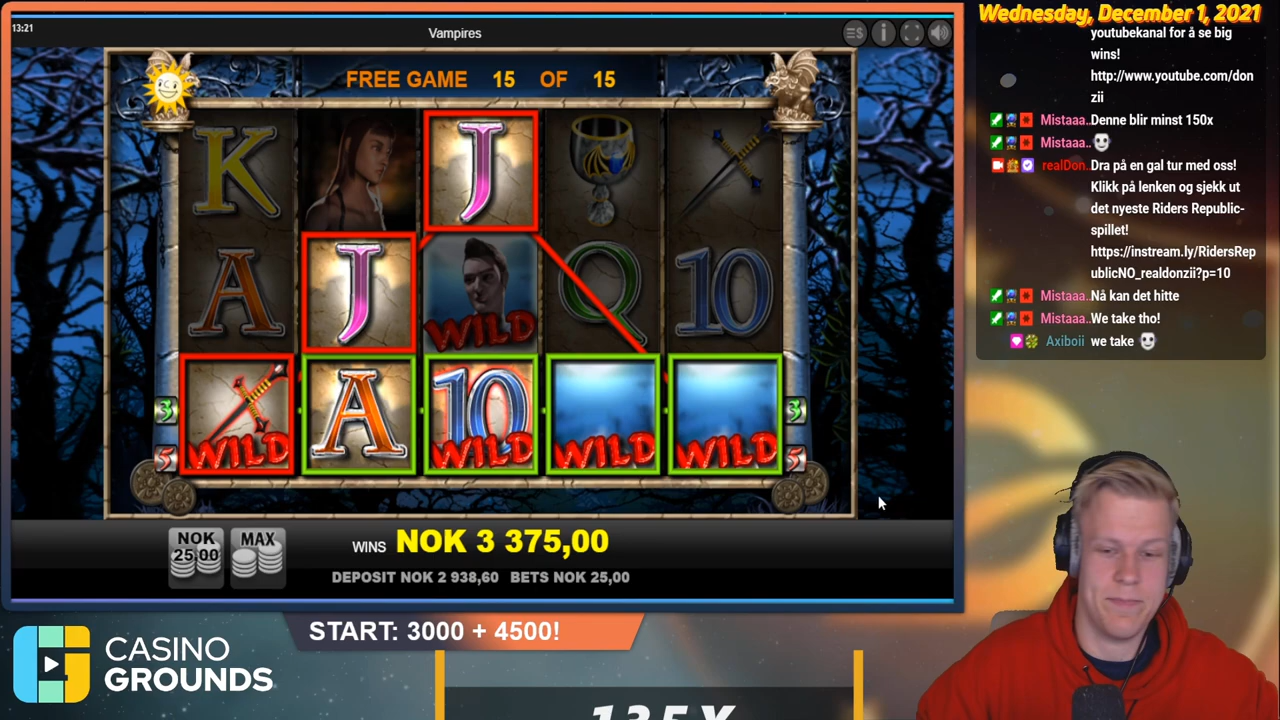 13:21
Vampires
FREE GAME 15 OF 15
K
J
J
WILD
A
Q
10
WILD
A
10
WILD
WILD
WILD
3
5
3
5
NOK
25.00
MAX
WINS NOK 3 375,00
DEPOSIT NOK 2 938,60 BETS NOK 25,00
CASINO
GROUNDS
START: 3000 + 4500!
135X
Wednesday, December 1, 2021
youtubekanal for å se big
wins!
http://www.youtube.com/don
zii
Mistaaa.. Denne blir minst 150x
Mistaaa..
realDon.. Dra på en gal tur med oss!
Klikk på lenken og sjekk ut
det nyeste Riders Republic-
spillet!
https://instream.ly/RidersRep
ublicNO_realdonzii?p=10
Mistaaa.. Nå kan det hitte
Mistaaa.. We take tho!
Axiboii we take